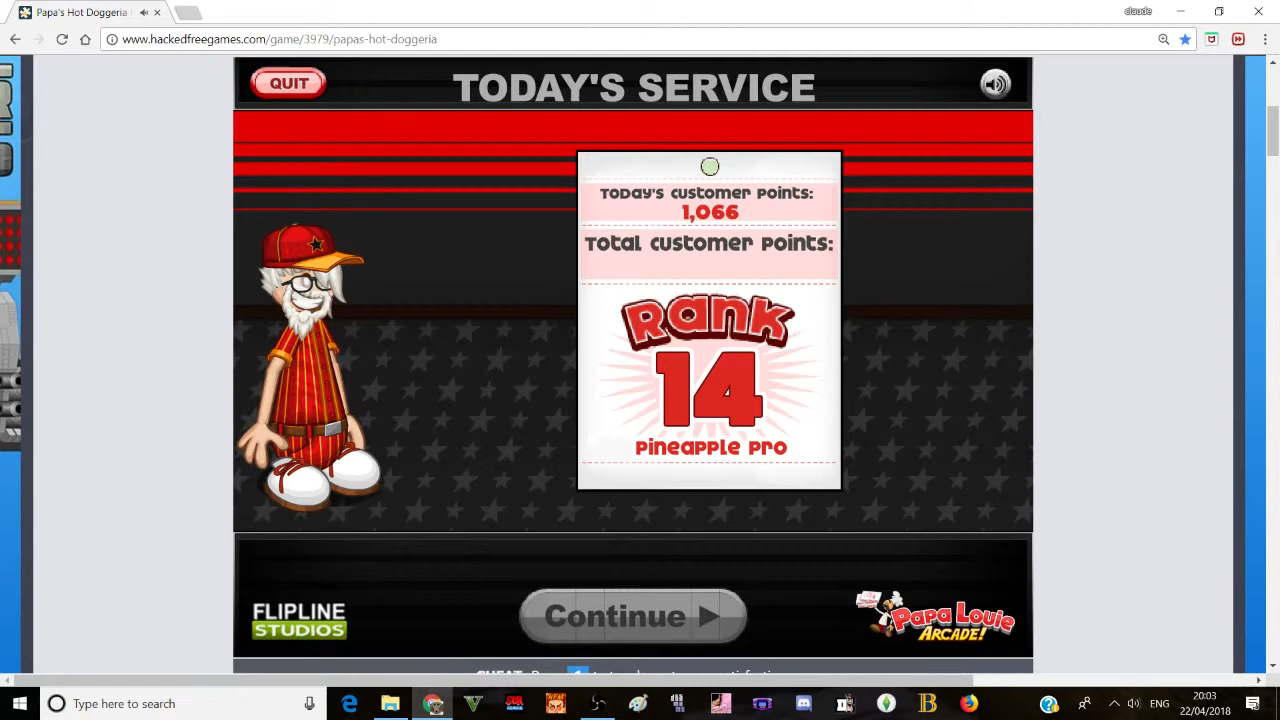 Papa's Hot Doggeria
claude
www.hackedfreegames.com/game/3979/papas-hot-doggeria
QUIT
TODAY'S SERVICE
Today's Customer Points:
1,066
Total Customer Points:
Rank
14
Pineapple Pro
Continue
FLIPLINE
STUDIOS
Papa Louie
ARCADE!
Type here to search
ENG
20:03
22/04/2018